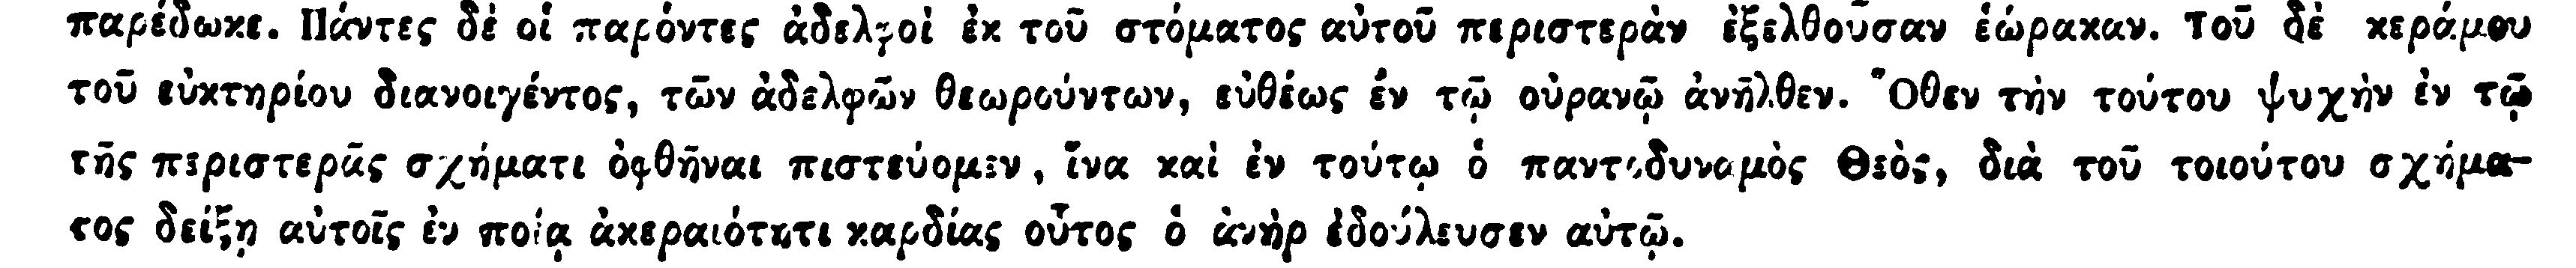 παρέδωκε. Πάντες δὲ οἱ παρόντες ἀδελφοὶ ἐκ τοῦ στόματος αὐτοῦ περιστερὰν ἐξελθοῦσαν ἑώρακαν. Τοῦ δὲ κεράμου
τοῦ εὐκτηρίου διανοιγέντος, τῶν ἀδελφῶν θεωρούντων, εὐθέως ἐν τῷ οὐρανῷ ἀνῆλθεν. Ὅθεν τὴν τούτου ψυχὴν ἐν τῷ
τῆς περιστερᾶς σχήματι ὀφθῆναι πιστεύομεν, ἵνα καὶ ἐν τούτῳ ὁ παντοδυναμὸς Θεὸς, διὰ τοῦ τοιούτου σχήμα-
τος δείξῃ αὐτοῖς ἐν ποίᾳ ἀκεραιότητι καρδίας οὗτος ὁ ἀνὴρ ἐδούλευσεν αὐτῷ.